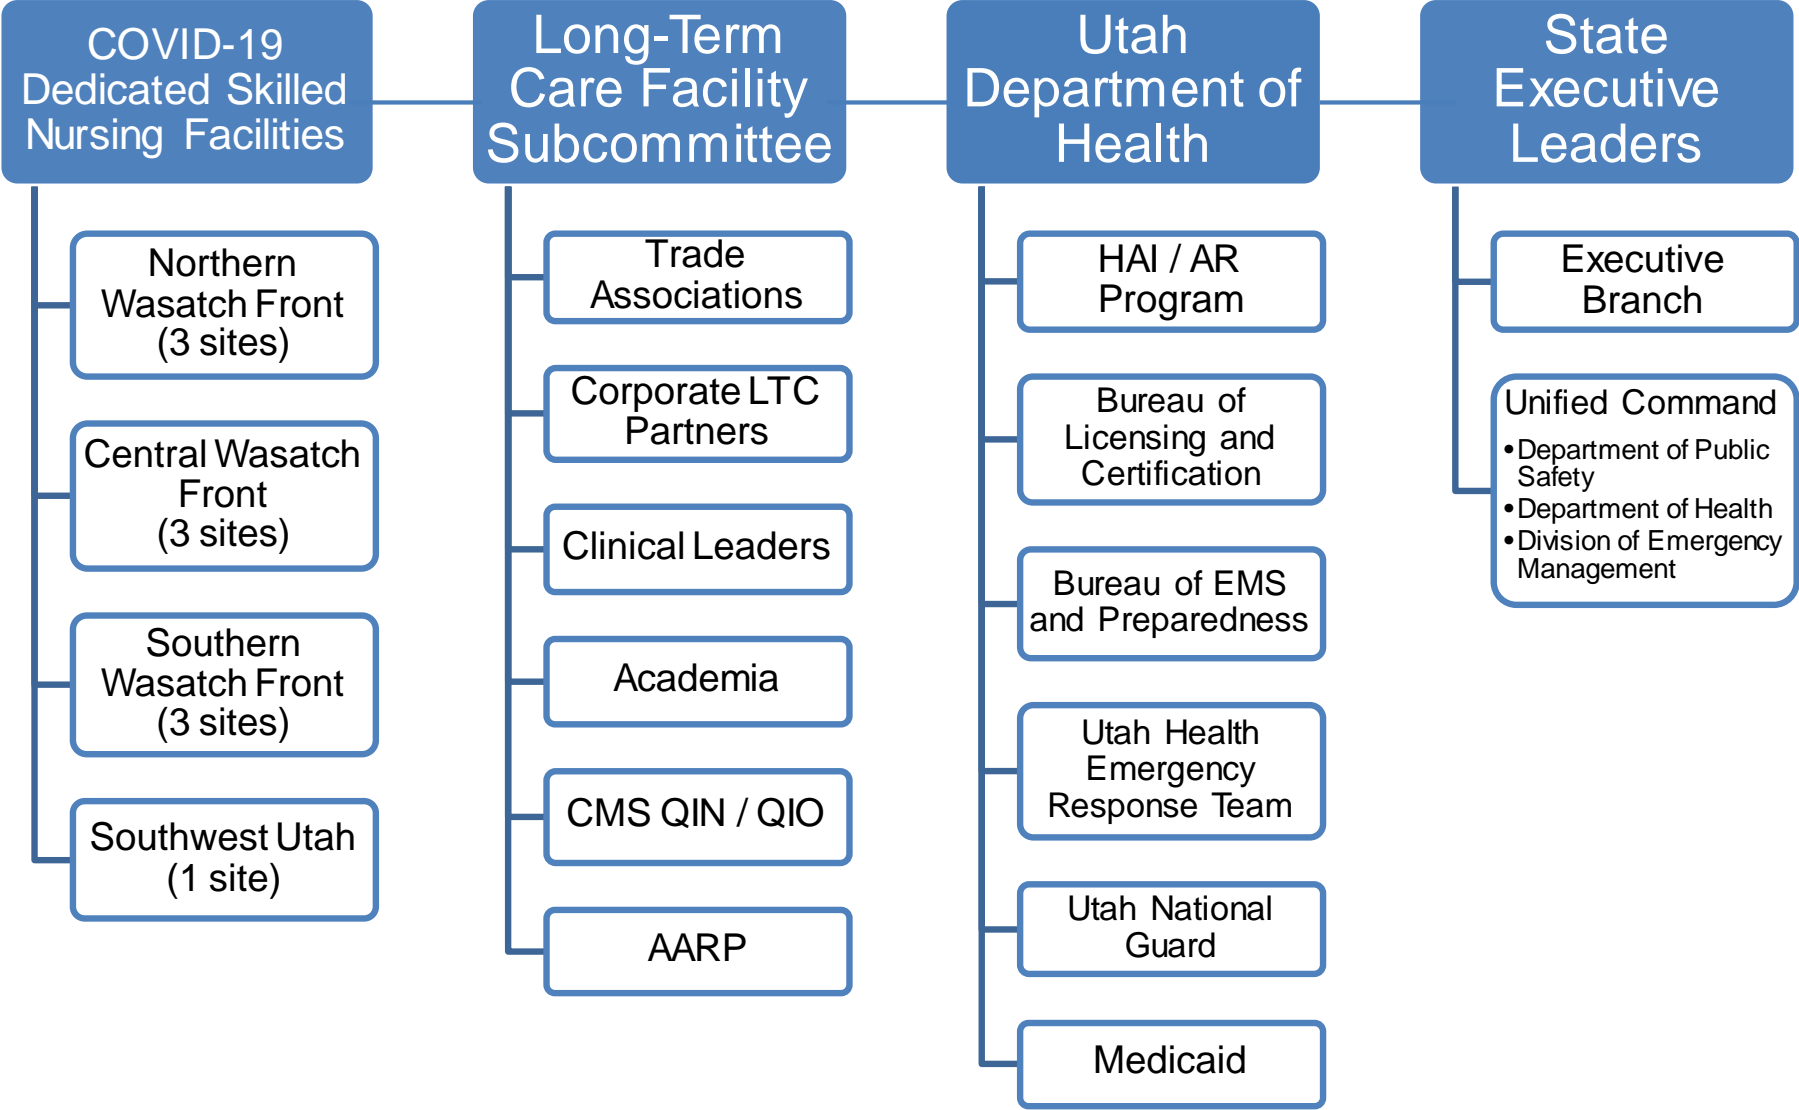 COVID-19
Dedicated Skilled
Nursing Facilities
Northern
Wasatch Front
(3 sites)
Central Wasatch
Front
(3 sites)
Southern
Wasatch Front
(3 sites)
Southwest Utah
(1 site)
Long-Term
Care Facility
Subcommittee
Trade
Associations
Corporate LTC
Partners
Clinical Leaders
Academia
CMS QIN / QIO
AARP
Utah
Department of
Health
HAI / AR
Program
Bureau of
Licensing and
Certification
Bureau of EMS
and Preparedness
Utah Health
Emergency
Response Team
Utah National
Guard
Medicaid
State
Executive
Leaders
Executive
Branch
Unified Command
•Department of Public
Safety
•Department of Health
•Division of Emergency
Management